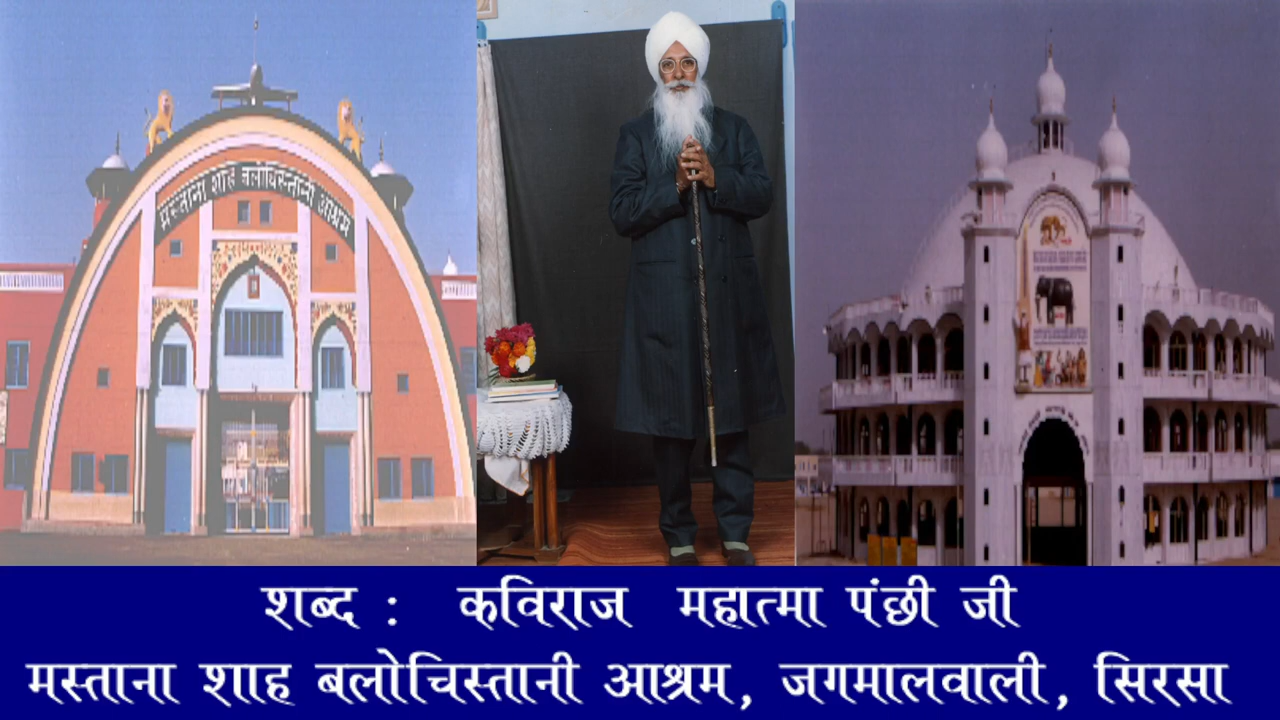 मस्ताना शाह बलोचिस्तानी आश्रम
शब्द : कविराज महात्मा पंछी जी
मस्ताना शाह बलोचिस्तानी आश्रम, जगमालवाली, सिरसा